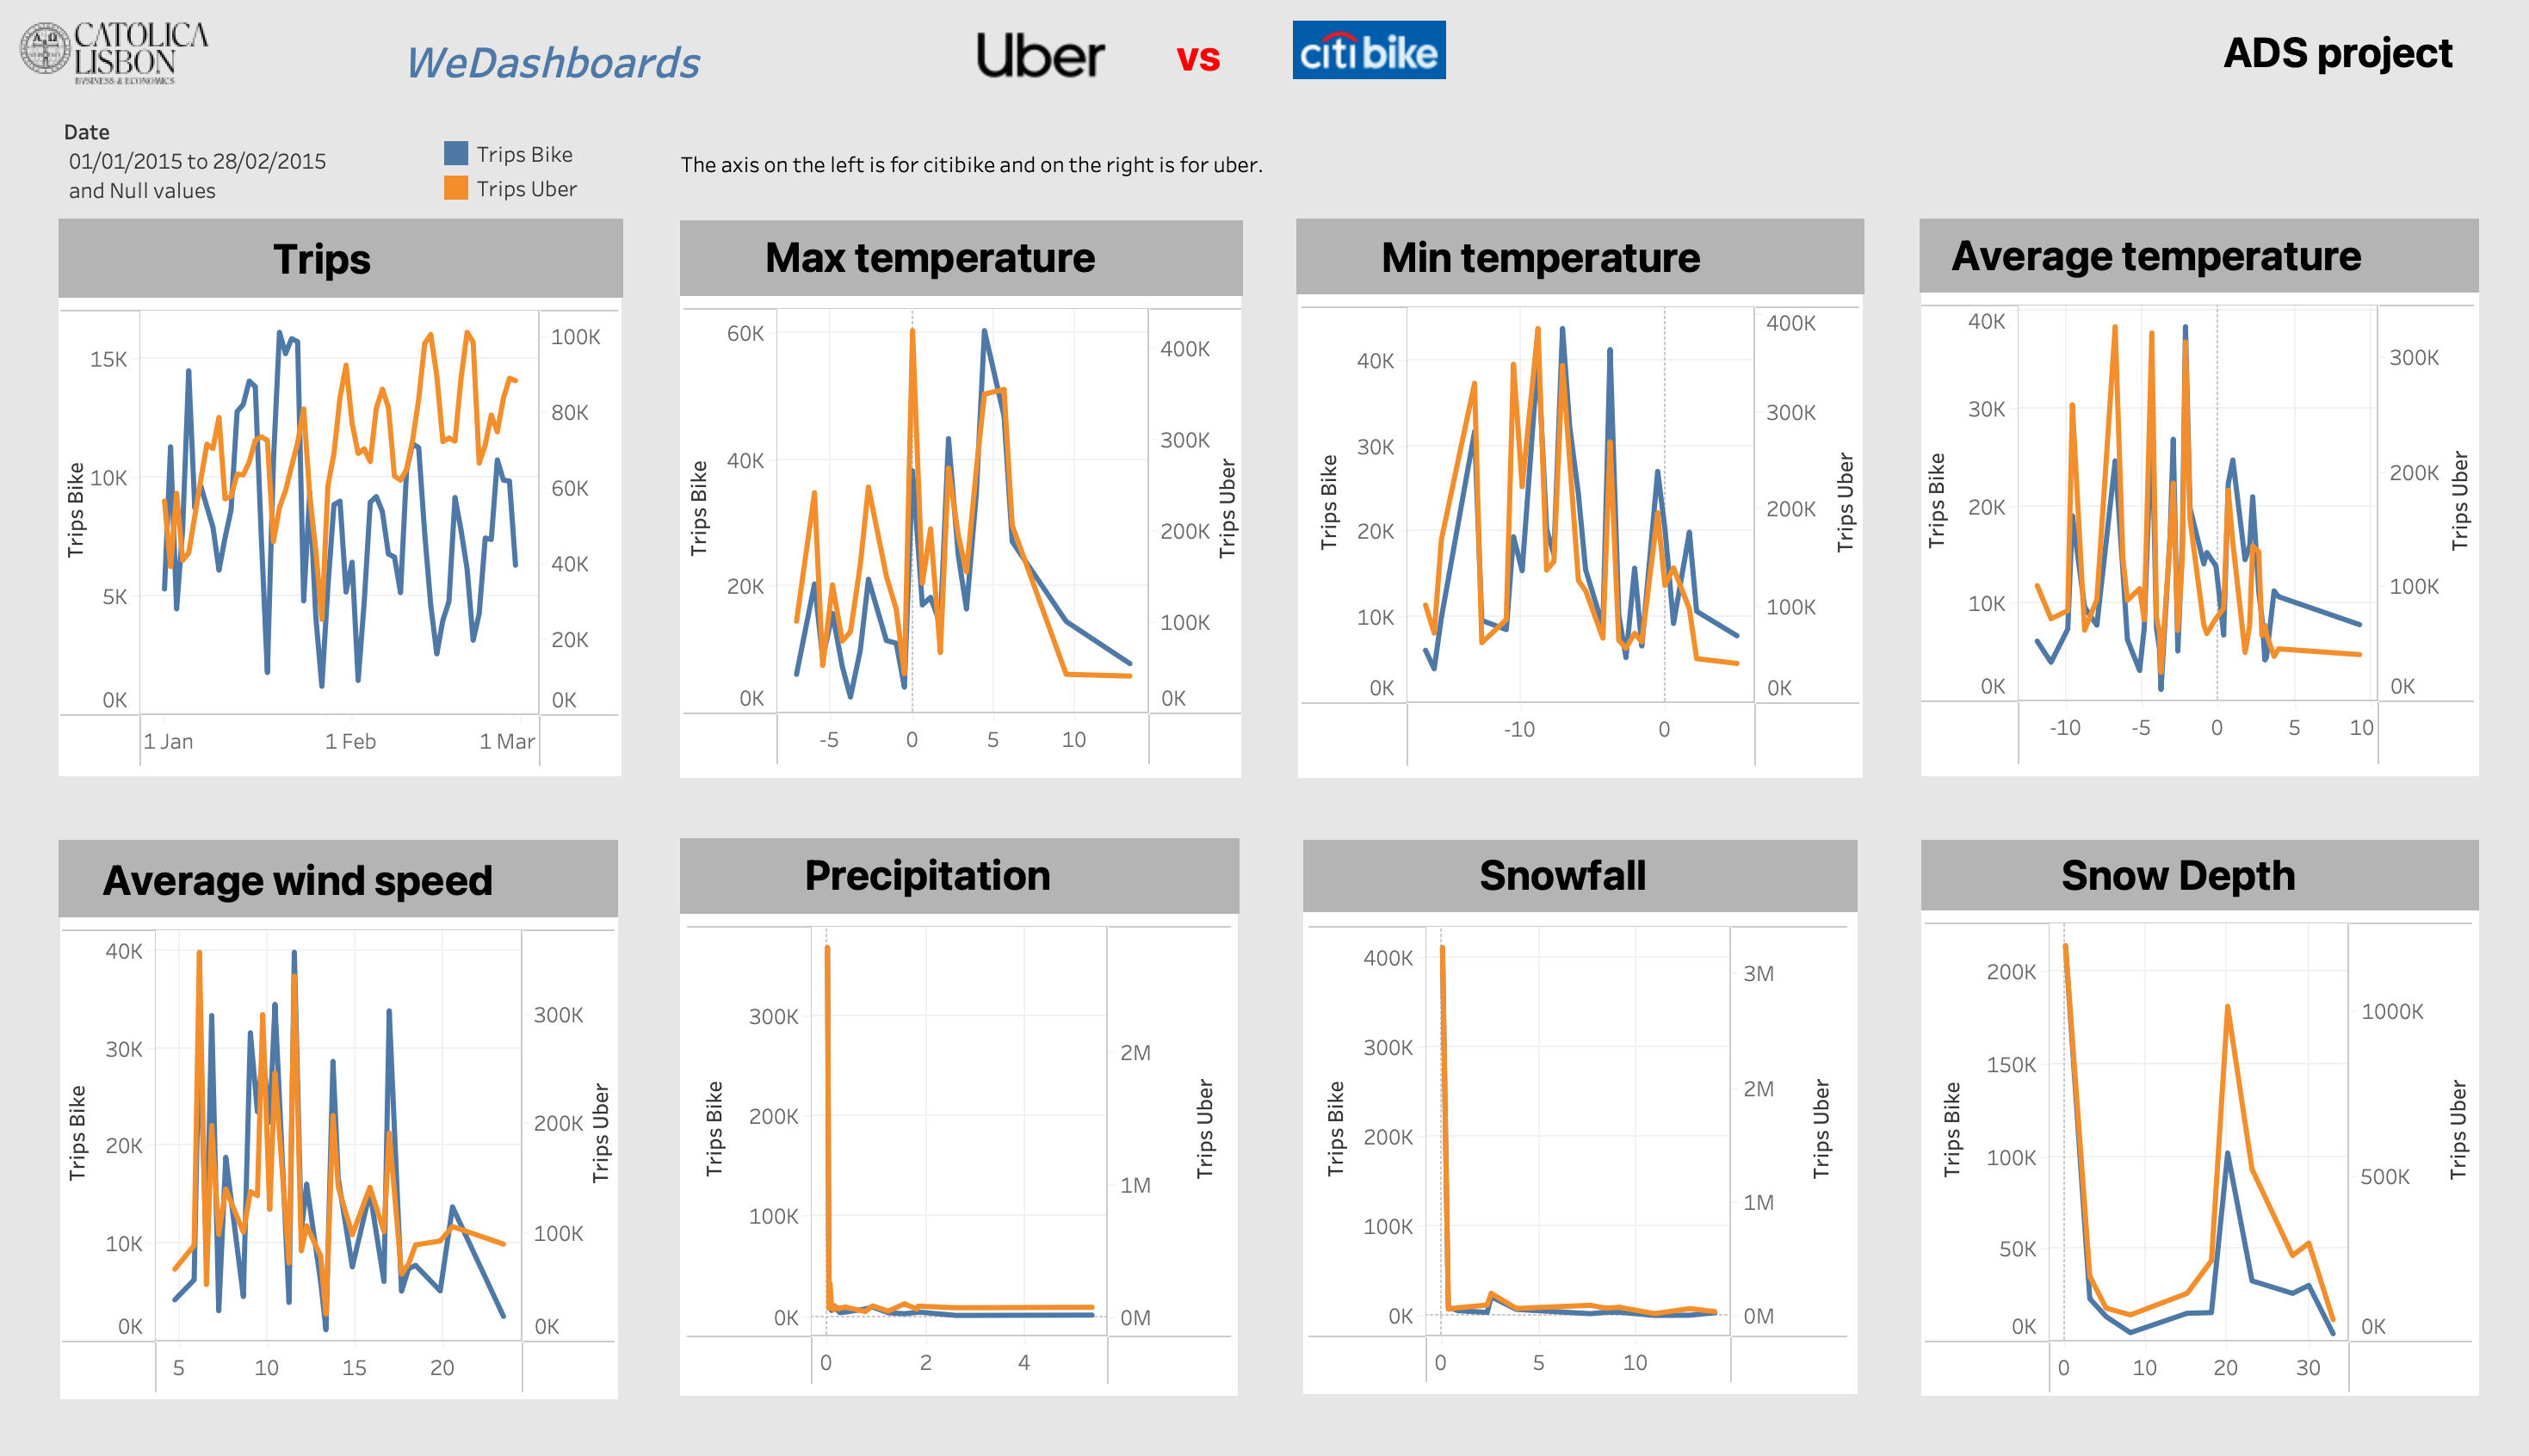 CATOLICA
LISBON
BUSINESS & ECONOMICS
WeDashboards
Uber
vs
citi bike
ADS project
Date
01/01/2015 to 28/02/2015
and Null values
Trips Bike
Trips Uber
The axis on the left is for citibike and on the right is for uber.
Trips
Trips Bike
15K
10K
5K
0K
100K
80K
60K
40K
20K
0K
1 Jan
1 Feb
1 Mar
Max temperature
Trips Bike
60K
40K
20K
0K
400K
300K
200K
100K
0K
Trips Uber
-5
0
5
10
Min temperature
Trips Bike
40K
30K
20K
10K
0K
400K
300K
200K
100K
0K
Trips Uber
-10
0
Average temperature
Trips Bike
40K
30K
20K
10K
0K
300K
200K
100K
0K
Trips Uber
-10
-5
0
5
10
Average wind speed
Trips Bike
40K
30K
20K
10K
0K
300K
200K
100K
0K
Trips Uber
5
10
15
20
Precipitation
Trips Bike
300K
200K
100K
0K
2M
1M
0M
Trips Uber
0
2
4
Snowfall
Trips Bike
400K
300K
200K
100K
0K
3M
2M
1M
0M
Trips Uber
0
5
10
Snow Depth
Trips Bike
200K
150K
100K
50K
0K
1000K
500K
0K
Trips Uber
0
10
20
30